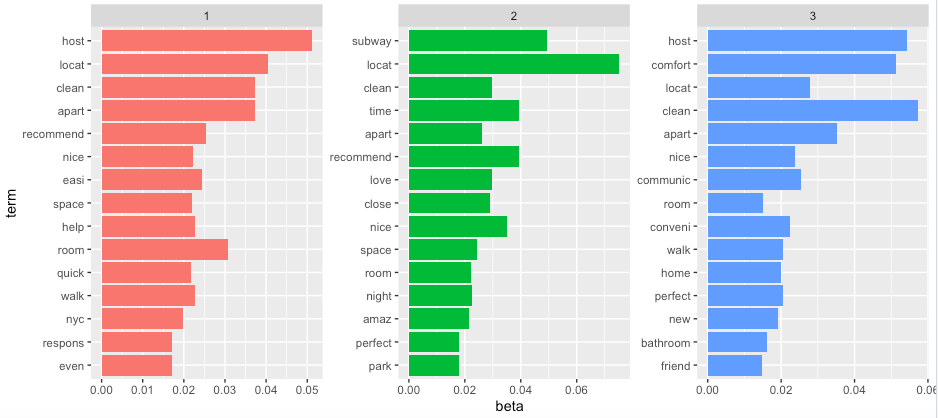 1
host
locat
clean
apart
recommend
nice
easi
space
help
room
quick
walk
nyc
respons
even
0.00 0.01 0.02 0.03 0.04 0.05
2
subway
locat
clean
time
apart
recommend
love
close
nice
space
room
night
amaz
perfect
park
0.00 0.02 0.04 0.06
3
host
comfort
locat
clean
apart
nice
communic
room
conveni
walk
home
perfect
new
bathroom
friend
0.00 0.02 0.04 0.06
term
beta